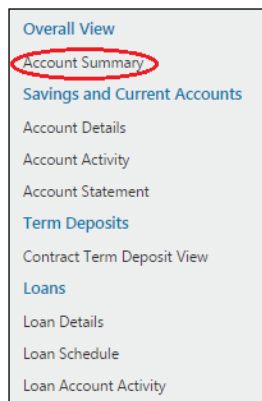 Overall View
Account Summary
Savings and Current Accounts
Account Details
Account Activity
Account Statement
Term Deposits
Contract Term Deposit View
Loans
Loan Details
Loan Schedule
Loan Account Activity